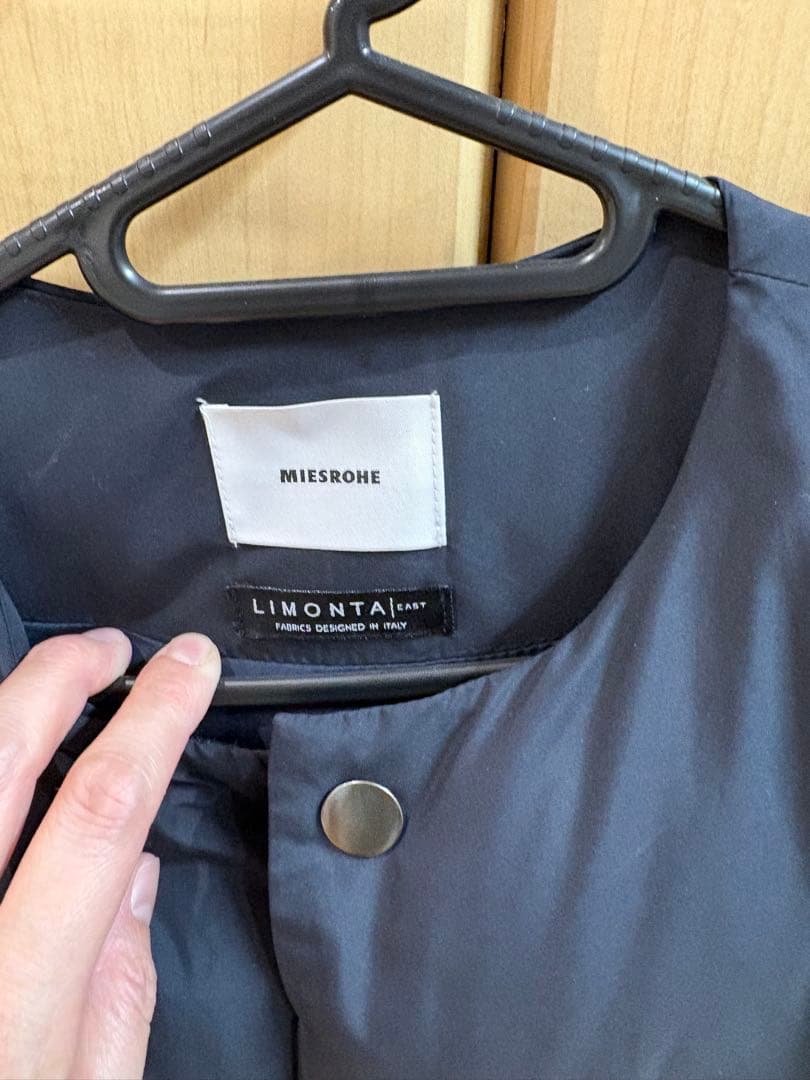 MIESROHE
LIMONTA|EAST
FABRICS DESIGNED IN ITALY